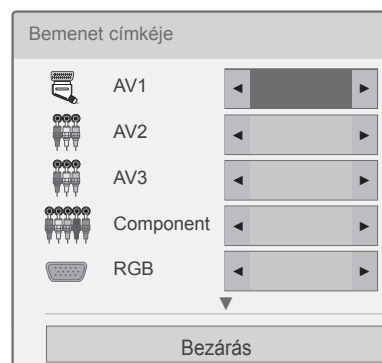 Bemenet címkéje
AV1
AV2
AV3
Component
RGB
Bezárás